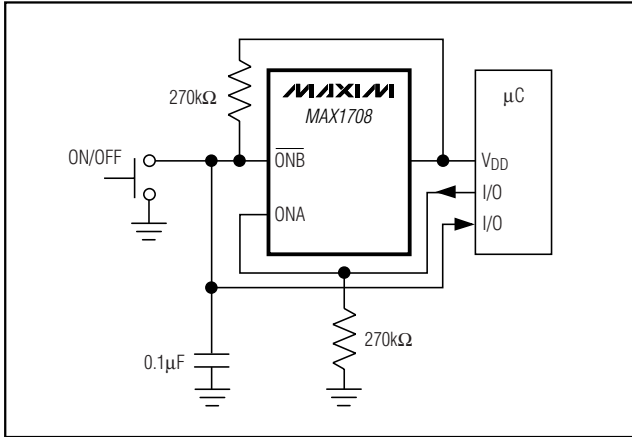 270kΩ
MAXIM
MAX1708
μC
ON/OFF
ONB
VDD
I/O
ONA
I/O
270kΩ
0.1μF